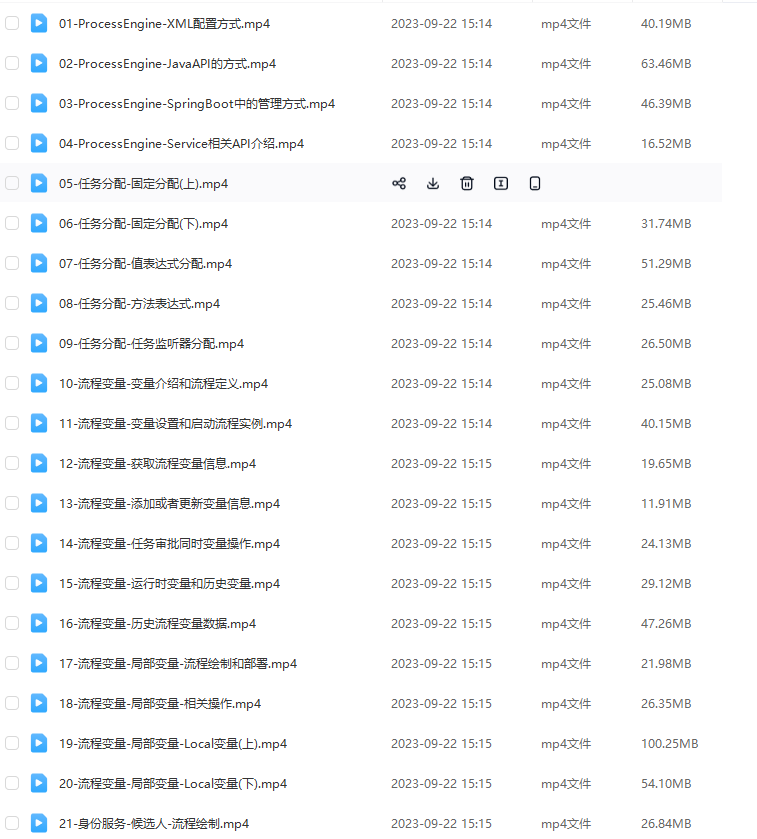 01-ProcessEngine-XML配置方式.mp4 2023-09-22 15:14 mp4文件 40.19MB
02-ProcessEngine-JavaAPI的方式.mp4 2023-09-22 15:14 mp4文件 63.46MB
03-ProcessEngine-SpringBoot中的管理方式.mp4 2023-09-22 15:14 mp4文件 46.39MB
04-ProcessEngine-Service相关API介绍.mp4 2023-09-22 15:14 mp4文件 16.52MB
05-任务分配-固定分配(上).mp4
06-任务分配-固定分配(下).mp4 2023-09-22 15:14 mp4文件 31.74MB
07-任务分配-值表达式分配.mp4 2023-09-22 15:14 mp4文件 51.29MB
08-任务分配-方法表达式.mp4 2023-09-22 15:14 mp4文件 25.46MB
09-任务分配-任务监听器分配.mp4 2023-09-22 15:14 mp4文件 26.50MB
10-流程变量-变量介绍和流程定义.mp4 2023-09-22 15:14 mp4文件 25.08MB
11-流程变量-变量设置和启动流程实例.mp4 2023-09-22 15:14 mp4文件 40.15MB
12-流程变量-获取流程变量信息.mp4 2023-09-22 15:15 mp4文件 19.65MB
13-流程变量-添加或者更新变量信息.mp4 2023-09-22 15:15 mp4文件 11.91MB
14-流程变量-任务审批同时变量操作.mp4 2023-09-22 15:15 mp4文件 24.13MB
15-流程变量-运行时变量和历史变量.mp4 2023-09-22 15:15 mp4文件 29.12MB
16-流程变量-历史流程变量数据.mp4 2023-09-22 15:15 mp4文件 47.26MB
17-流程变量-局部变量-流程绘制和部署.mp4 2023-09-22 15:15 mp4文件 21.98MB
18-流程变量-局部变量-相关操作.mp4 2023-09-22 15:15 mp4文件 26.35MB
19-流程变量-局部变量-Local变量(上).mp4 2023-09-22 15:15 mp4文件 100.25MB
20-流程变量-局部变量-Local变量(下).mp4 2023-09-22 15:15 mp4文件 54.10MB
21-身份服务-候选人-流程绘制.mp4 2023-09-22 15:15 mp4文件 26.84MB